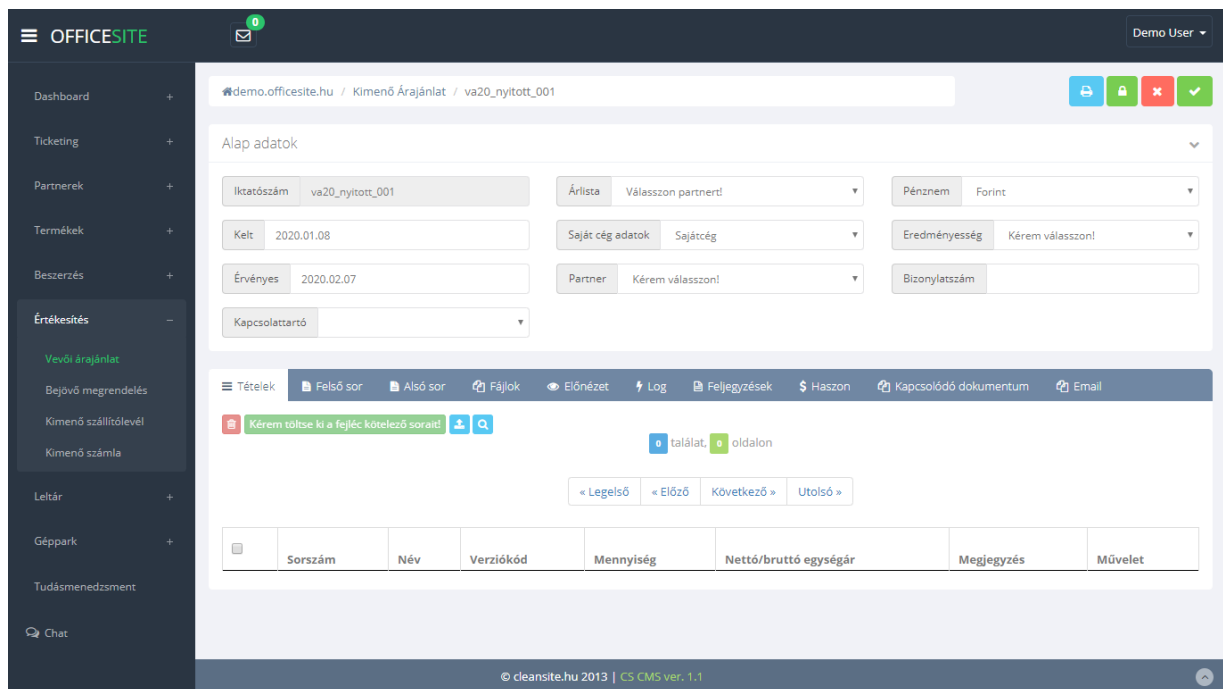 OFFICESITE
0
Demo User
Dashboard +
Ticketing +
Partnerek +
Termékek +
Beszerzés +
Értékesítés –
Vevői árajánlat
Bejövő megrendelés
Kimenő szállítólevél
Kimenő számla
Leltár +
Géppark +
Tudásmenedzsment
Chat
demo.officesite.hu / Kimenő Árajánlat / va20_nyitott_001
Alap adatok
Iktatószám va20_nyitott_001
Árlista Válasszon partnert!
Pénznem Forint
Kelt 2020.01.08
Saját cég adatok Sajátcég
Eredményesség Kérem válasszon!
Érvényes 2020.02.07
Partner Kérem válasszon!
Bizonylatszám
Kapcsolattartó
Tételek Felső sor Alsó sor Fájlok Előnézet Log Feljegyzések $ Haszon Kapcsolódó dokumentum Email
Kérem töltse ki a fejléc kötelező sorait!
0 találat, 0 oldalon
« Legelső « Előző Következő » Utolsó »
Sorszám Név Verziókód Mennyiség Nettó/bruttó egységár Megjegyzés Művelet
© cleansite.hu 2013 | CS CMS ver. 1.1